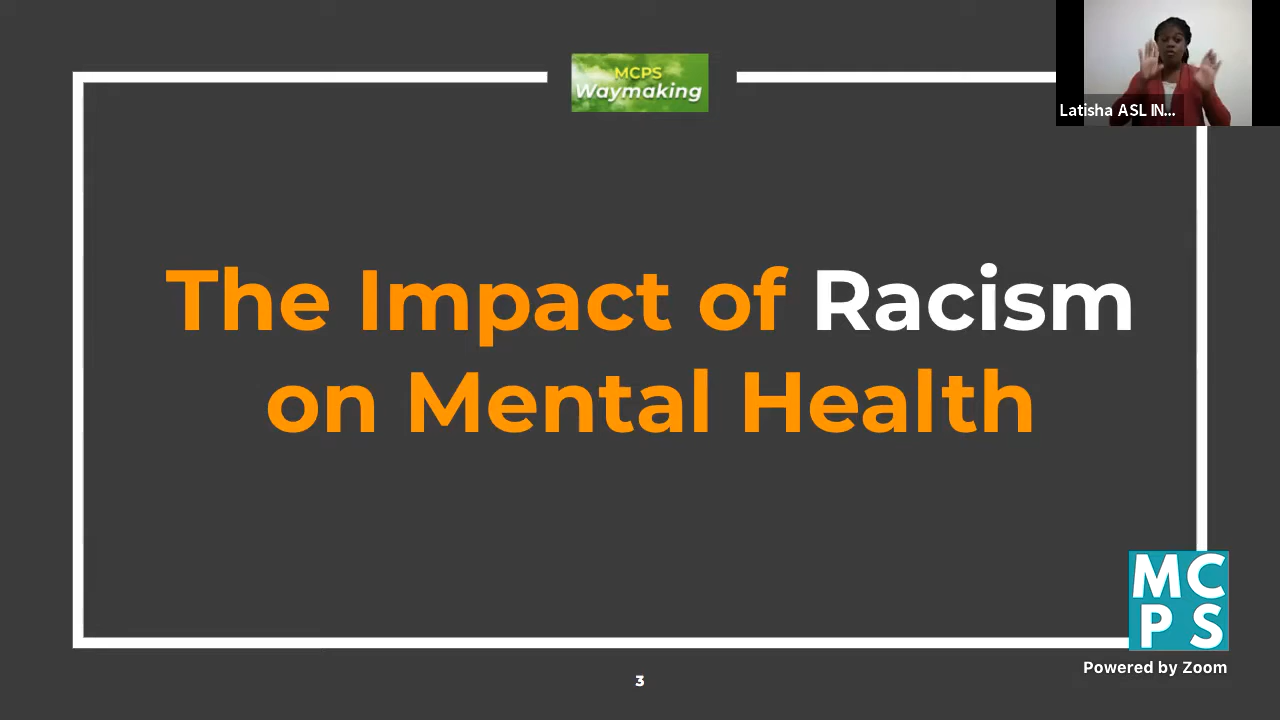 MCPS
Waymaking
Latisha ASL IN...
The Impact of Racism
on Mental Health
MC
PS
Powered by Zoom
3